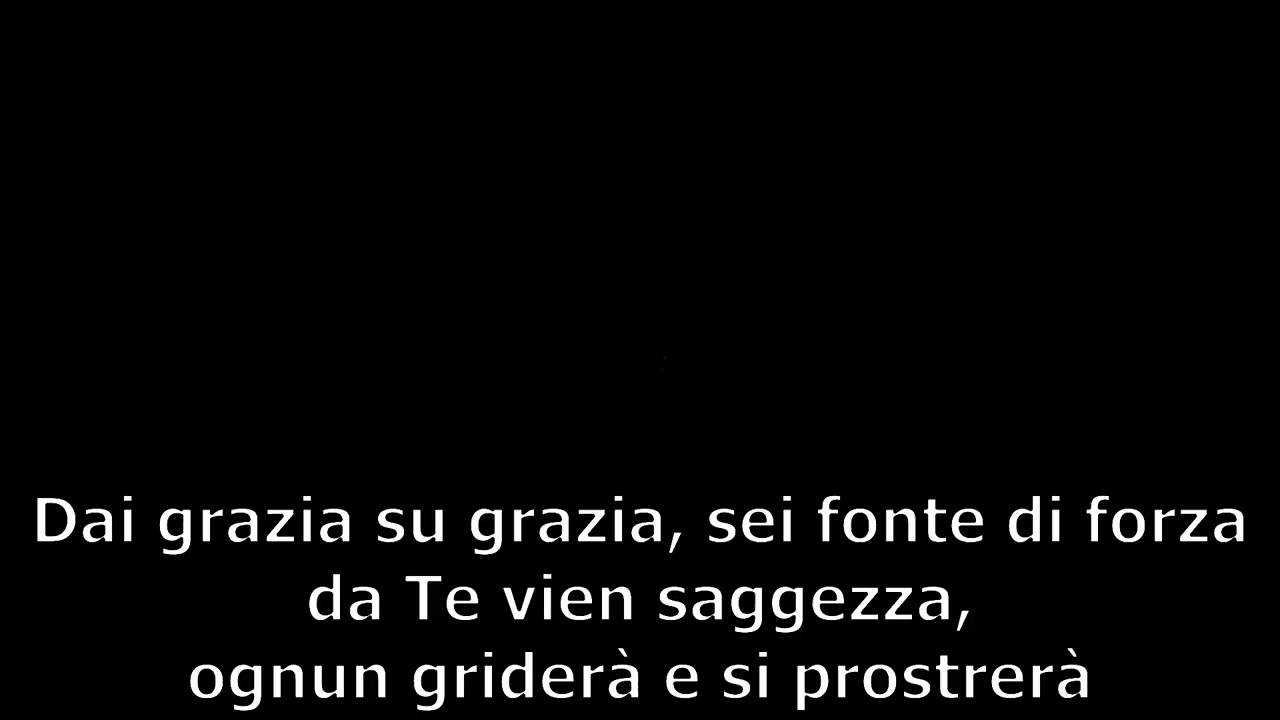 Dai grazia su grazia, sei fonte di forza
da Te vien saggezza,
ognun griderà e si prostrerà